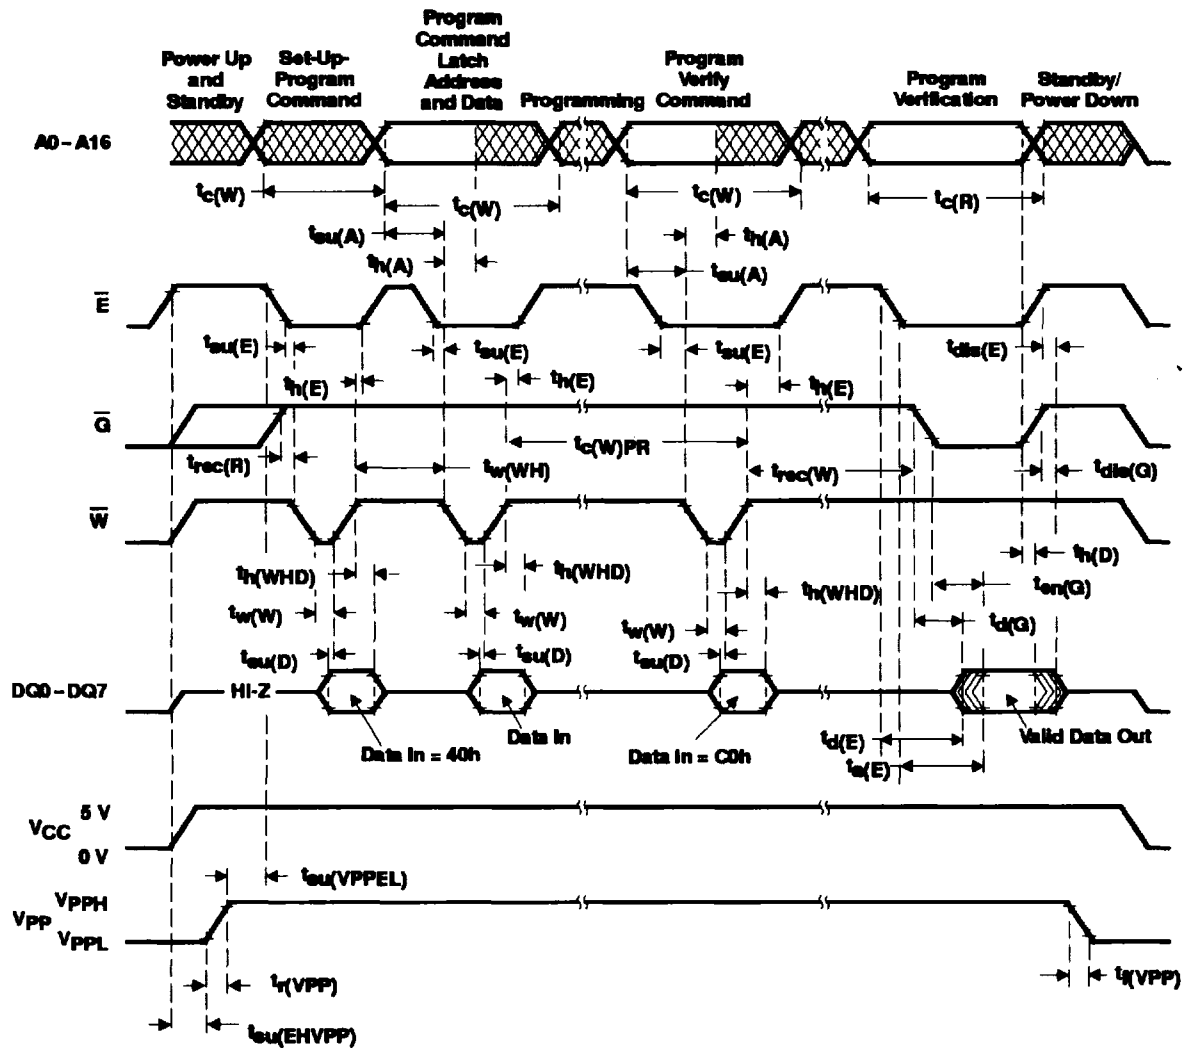 Power Up
and
Standby
Set-Up-
Program
Command
Program
Command
Latch
Address
and Data
Programming
Program
Verify
Command
Program
Verification
Standby/
Power Down
A0–A16
tc(W)
tc(W)
tc(W)
tc(R)
tsu(A)
th(A)
th(A)
tsu(A)
E
tsu(E)
tsu(E)
tsu(E)
tdis(E)
th(E)
th(E)
th(E)
G
trec(R)
tc(W)PR
tw(WH)
trec(W)
tdis(G)
W
th(D)
th(WHD)
th(WHD)
th(WHD)
ten(G)
tw(W)
tw(W)
tw(W)
td(G)
tsu(D)
tsu(D)
tsu(D)
DQ0–DQ7
HI-Z
Data In = 40h
Data In
Data In = C0h
Valid Data Out
td(E)
ta(E)
VCC
5 V
0 V
tsu(VPPEL)
VPP
VPPH
VPPL
tr(VPP)
tf(VPP)
tsu(EHVPP)